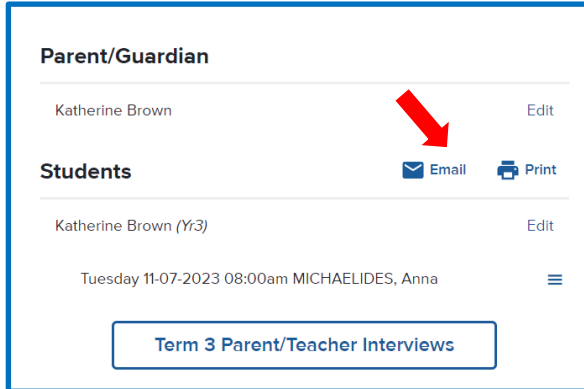 Parent/Guardian
Katherine Brown Edit
Students Email Print
Katherine Brown (Yr3) Edit
Tuesday 11-07-2023 08:00am MICHAELIDES, Anna
Term 3 Parent/Teacher Interviews